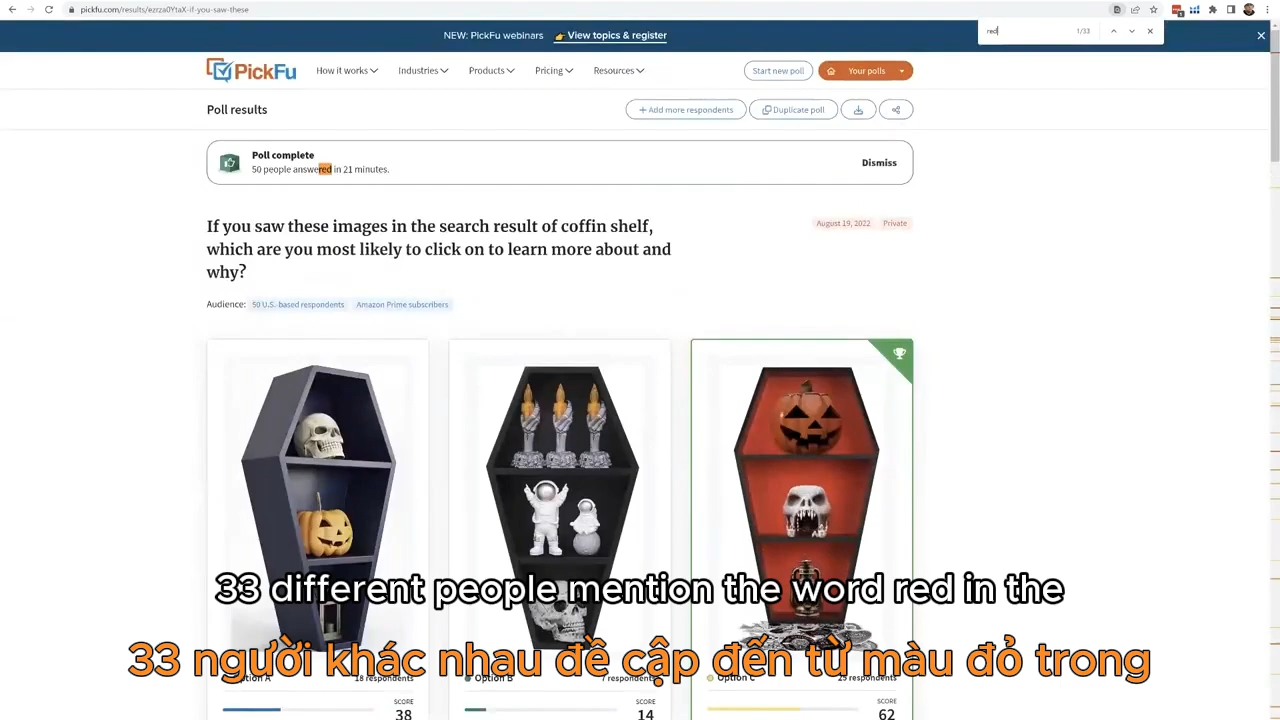 pickfu.com/results/ezrza0YtaX-if-you-saw-these
red
1/33
NEW: PickFu webinars 👉 View topics & register
PickFu
How it works
Industries
Products
Pricing
Resources
Start new poll
Your polls
Poll results
+ Add more respondents
Duplicate poll
Poll complete
50 people answered in 21 minutes.
Dismiss
If you saw these images in the search result of coffin shelf,
which are you most likely to click on to learn more about and
why?
August 19, 2022
Private
Audience: 50 U.S.-based respondents Amazon Prime subscribers
33 different people mention the word red in the
33 người khác nhau đề cập đến từ màu đỏ trong
Option A 18 respondents
Option B 7 respondents
Option C 25 respondents
SCORE
38
SCORE
14
SCORE
62